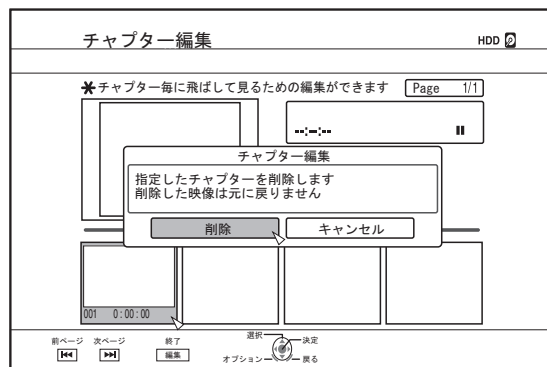 チャプター編集
HDD
*チャプター毎に飛ばして見るための編集ができます
Page 1/1
--:--:--
チャプター編集
指定したチャプターを削除します
削除した映像は元に戻りません
削除
キャンセル
001 0:00:00
前ページ
次ページ
終了
編集
選択
決定
オプション
戻る